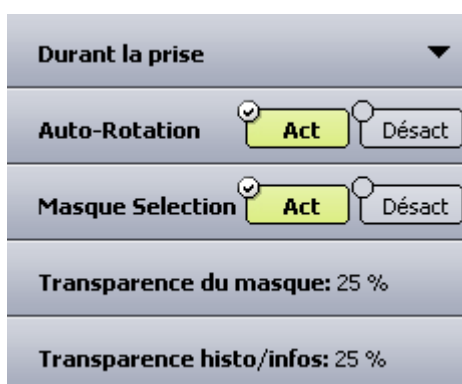 Durant la prise
Auto-Rotation Act Désact
Masque Selection Act Désact
Transparence du masque: 25 %
Transparence histo/infos: 25 %